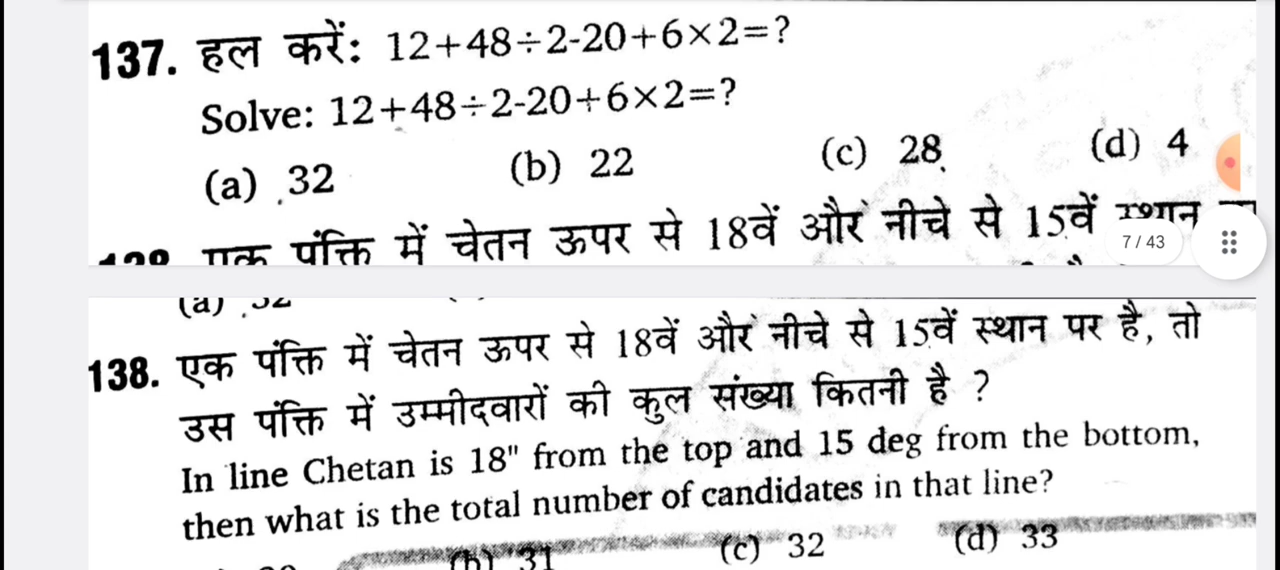 137. हल करें: 12+48÷2-20+6×2=?
Solve: 12+48÷2-20+6×2=?
(a) 32 (b) 22 (c) 28 (d) 4
एक पंक्ति में चेतन ऊपर से 18वें और नीचे से 15वें
7 / 43
138. एक पंक्ति में चेतन ऊपर से 18वें और नीचे से 15वें स्थान पर है, तो
उस पंक्ति में उम्मीदवारों की कुल संख्या कितनी है ?
In line Chetan is 18" from the top and 15 deg from the bottom,
then what is the total number of candidates in that line?
(b) 31 (c) 32 (d) 33